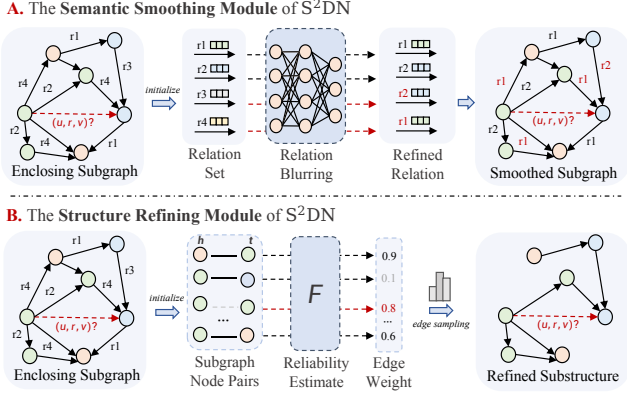 A. The Semantic Smoothing Module of S²DN
r1
r3
r4
r2
r4
(u, r, v)?
r2
r4
r1
Enclosing Subgraph
initialize
r1
r2
r3
r4
Relation
Set
Relation
Blurring
r1
r2
r2
r1
Refined
Relation
r1
r2
r1
r2
r1
(u, r, v)?
r2
r1
r1
Smoothed Subgraph
B. The Structure Refining Module of S²DN
r1
r3
r4
r2
r4
(u, r, v)?
r2
r4
r1
Enclosing Subgraph
initialize
h
t
...
Subgraph
Node Pairs
F
Reliability
Estimate
0.9
0.1
0.8
...
0.6
Edge
Weight
edge sampling
(u, r, v)?
Refined Substructure